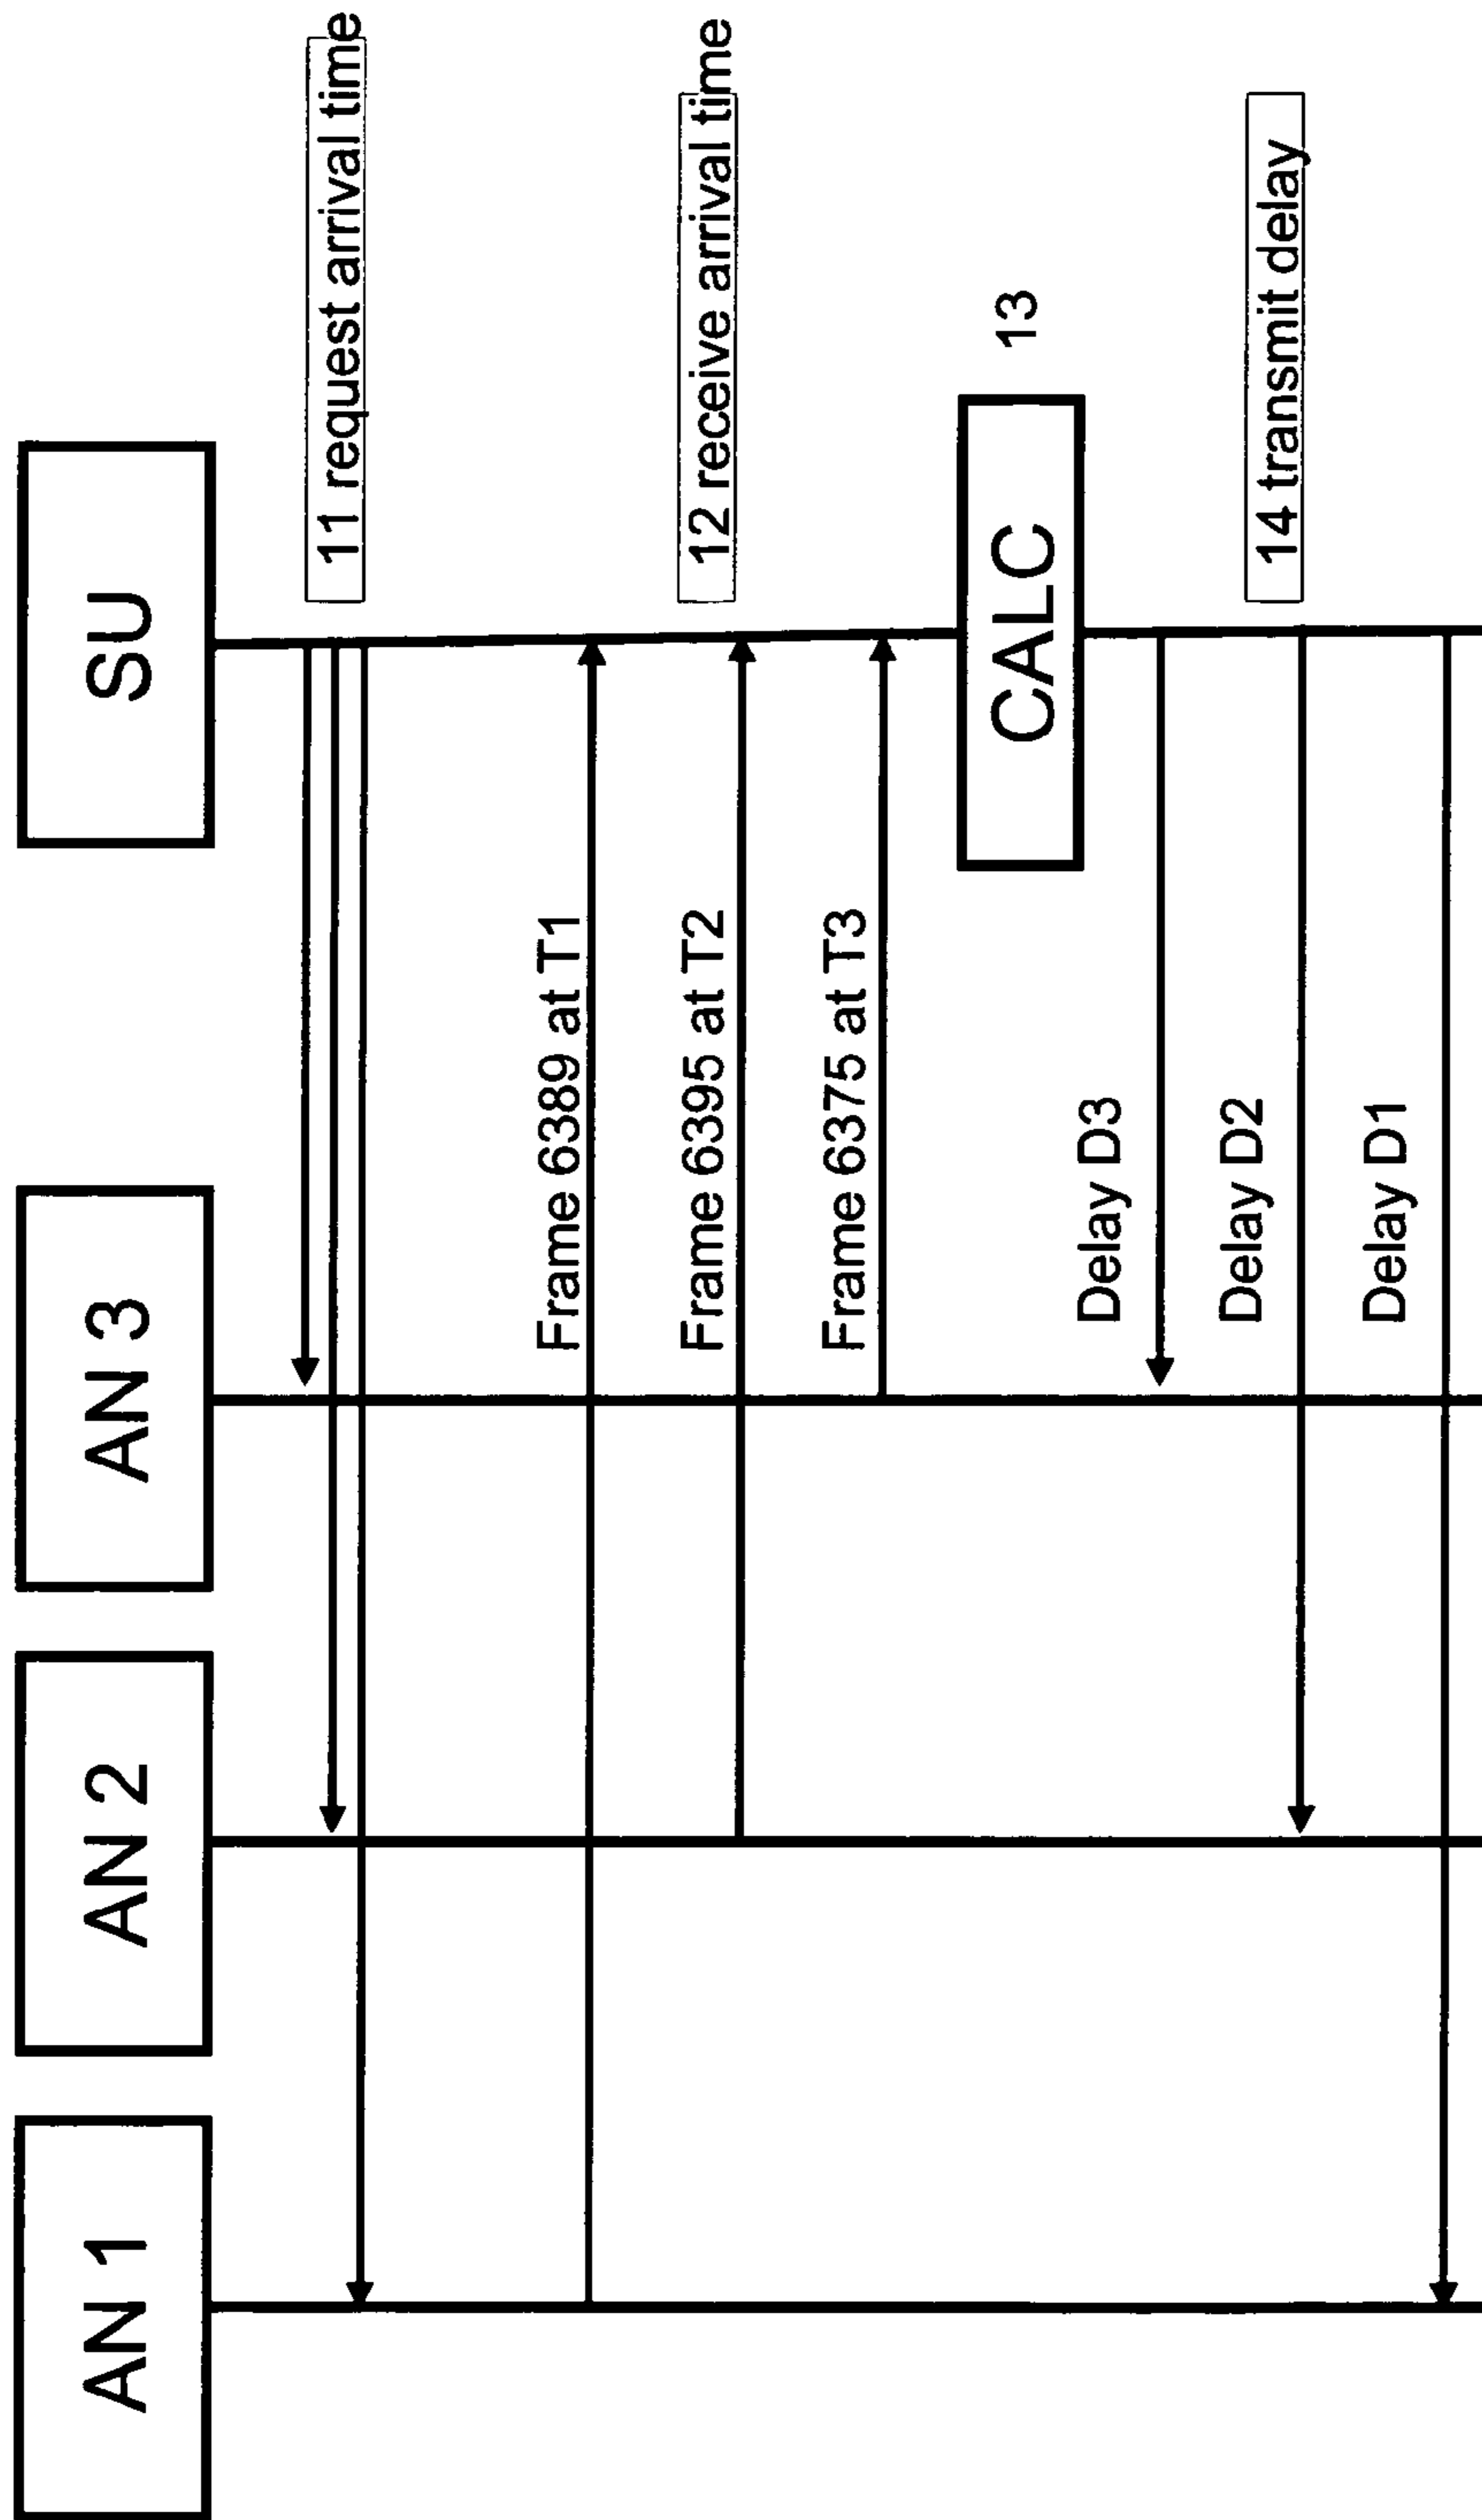 AN 1
AN 2
AN 3
SU
11 request arrival time
Frame 6389 at T1
Frame 6395 at T2
12 receive arrival time
Frame 6375 at T3
CALC
13
Delay D3
Delay D2
14 transmit delay
Delay D1